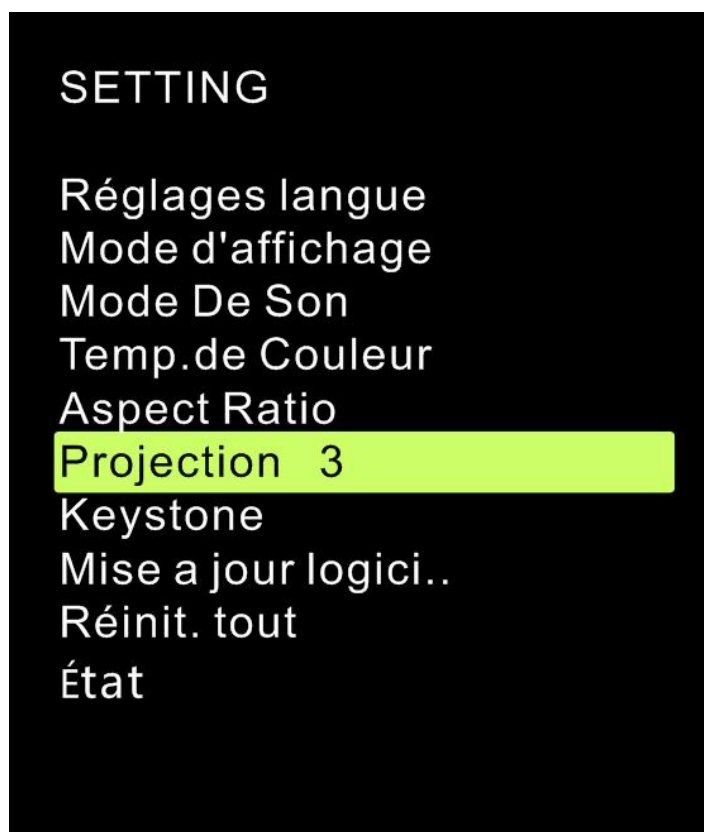 SETTING
Réglages langue
Mode d'affichage
Mode De Son
Temp.de Couleur
Aspect Ratio
Projection 3
Keystone
Mise a jour logici..
Réinit. tout
État